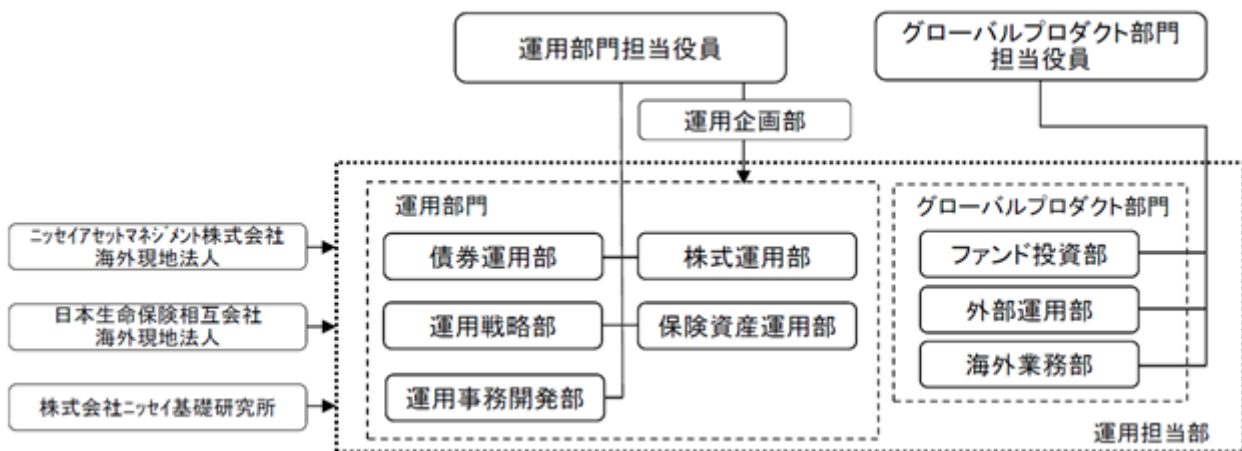 運用部門担当役員
グローバルプロダクト部門
担当役員
運用企画部
運用部門
グローバルプロダクト部門
ニッセイアセットマネジメント株式会社
海外現地法人
債券運用部
株式運用部
ファンド投資部
日本生命保険相互会社
海外現地法人
運用戦略部
保険資産運用部
外部運用部
海外業務部
株式会社ニッセイ基礎研究所
運用事務開発部
運用担当部